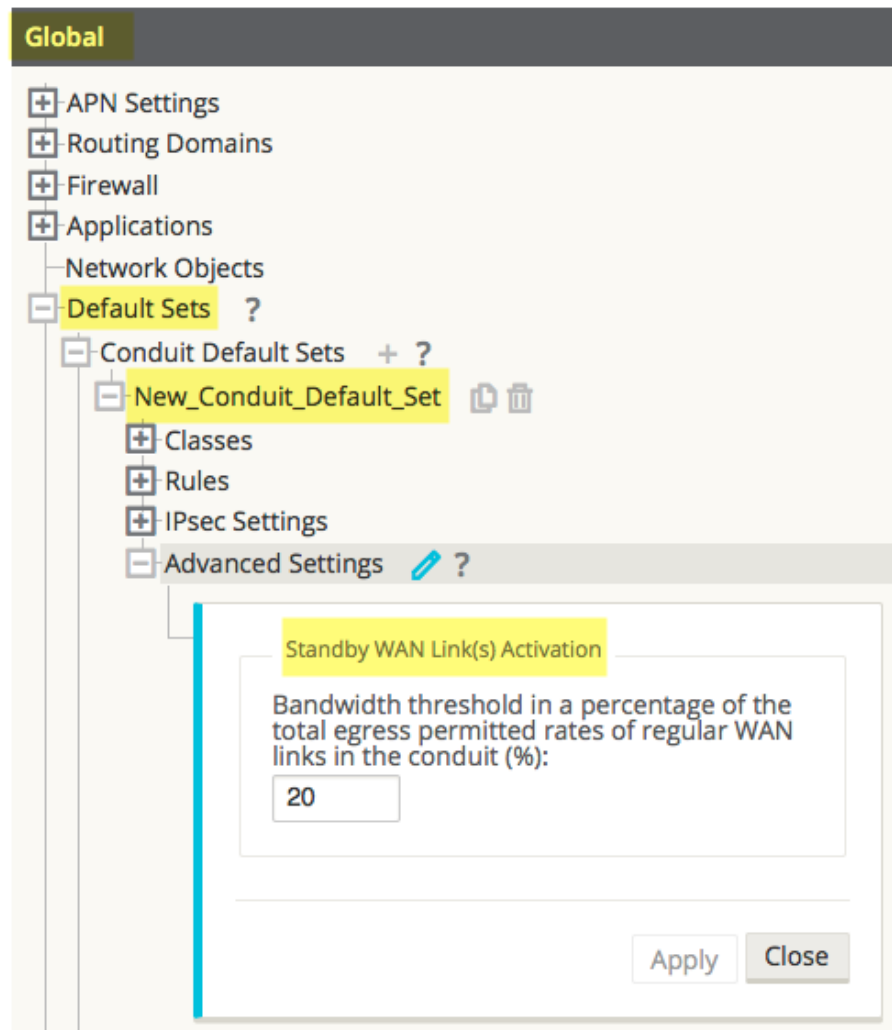 Global
APN Settings
Routing Domains
Firewall
Applications
Network Objects
Default Sets ?
Conduit Default Sets + ?
New_Conduit_Default_Set
Classes
Rules
IPsec Settings
Advanced Settings ?
Standby WAN Link(s) Activation
Bandwidth threshold in a percentage of the
total egress permitted rates of regular WAN
links in the conduit (%):
20
Apply Close